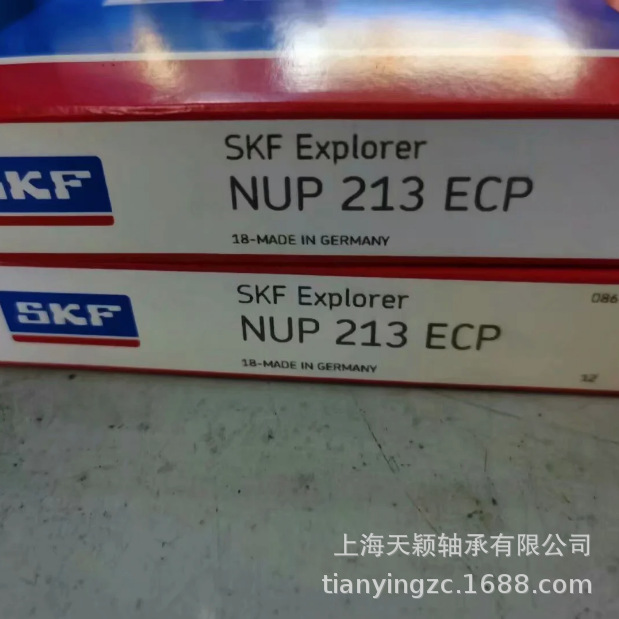 SKF Explorer
SKF
NUP 213 ECP
18-MADE IN GERMANY
SKF Explorer
086
SKF
NUP 213 ECP
18-MADE IN GERMANY
12
上海天颖轴承有限公司
tianyingzc.1688.com